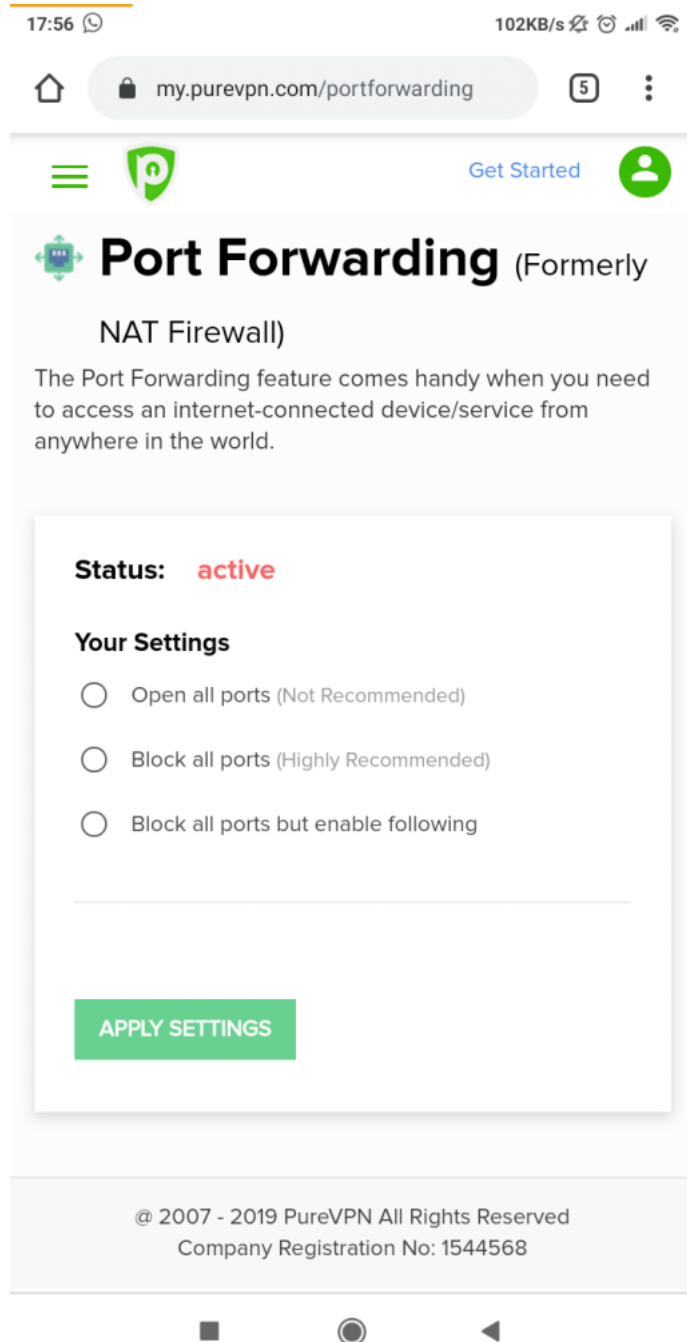 17:56 102KB/s
my.purevpn.com/portforwarding 5
Get Started
Port Forwarding (Formerly
NAT Firewall)
The Port Forwarding feature comes handy when you need
to access an internet-connected device/service from
anywhere in the world.
Status: active
Your Settings
Open all ports (Not Recommended)
Block all ports (Highly Recommended)
Block all ports but enable following
APPLY SETTINGS
@ 2007 - 2019 PureVPN All Rights Reserved
Company Registration No: 1544568